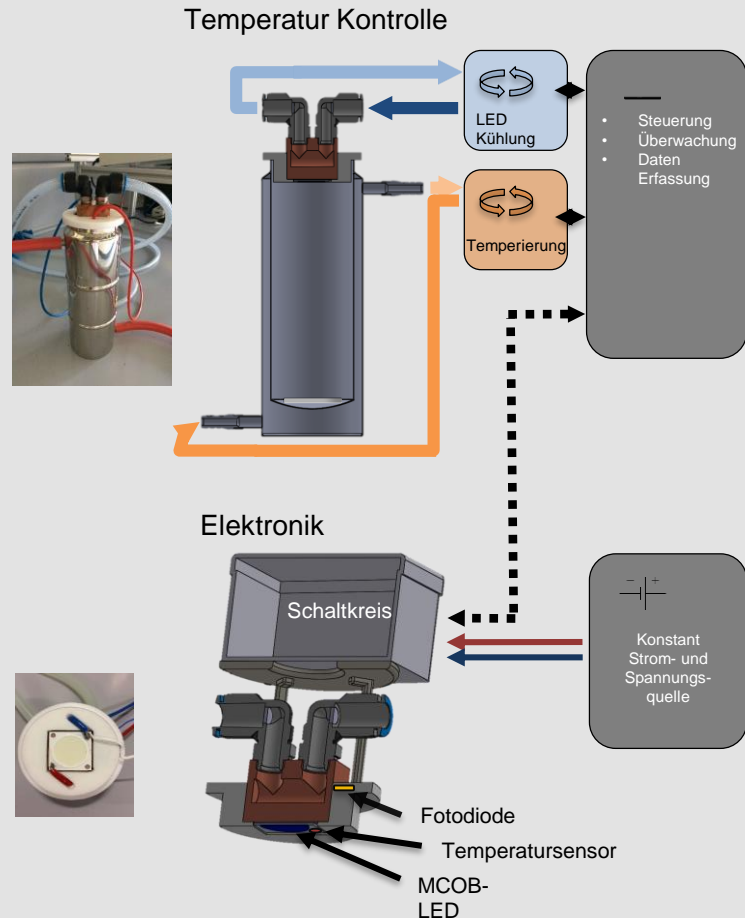 Temperatur Kontrolle
LED
Kühlung
• Steuerung
• Überwachung
• Daten
Erfassung
Temperierung
Elektronik
Schaltkreis
− +
Konstant
Strom- und
Spannungs-
quelle
Fotodiode
Temperatursensor
MCOB-
LED